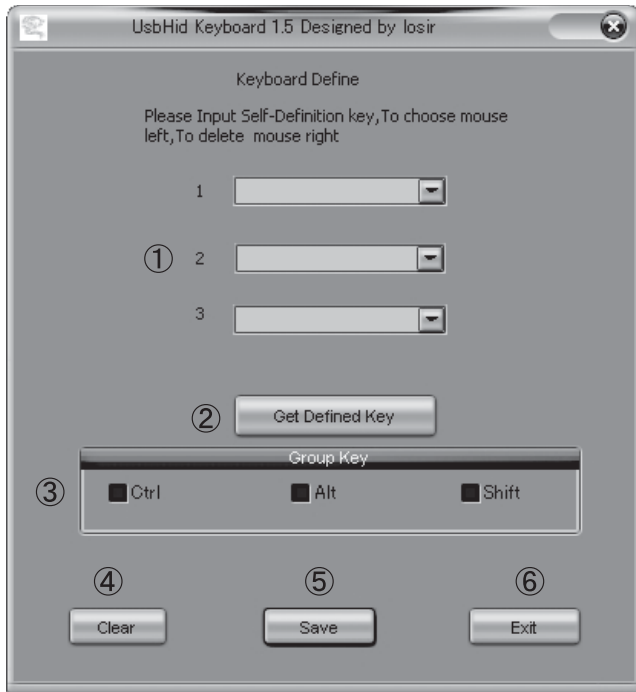 UsbHid Keyboard 1.5 Designed by losir
Keyboard Define
Please Input Self-Definition key,To choose mouse
left,To delete mouse right
1
① 2
3
② Get Defined Key
Group Key
③ Ctrl Alt Shift
④ ⑤ ⑥
Clear Save Exit